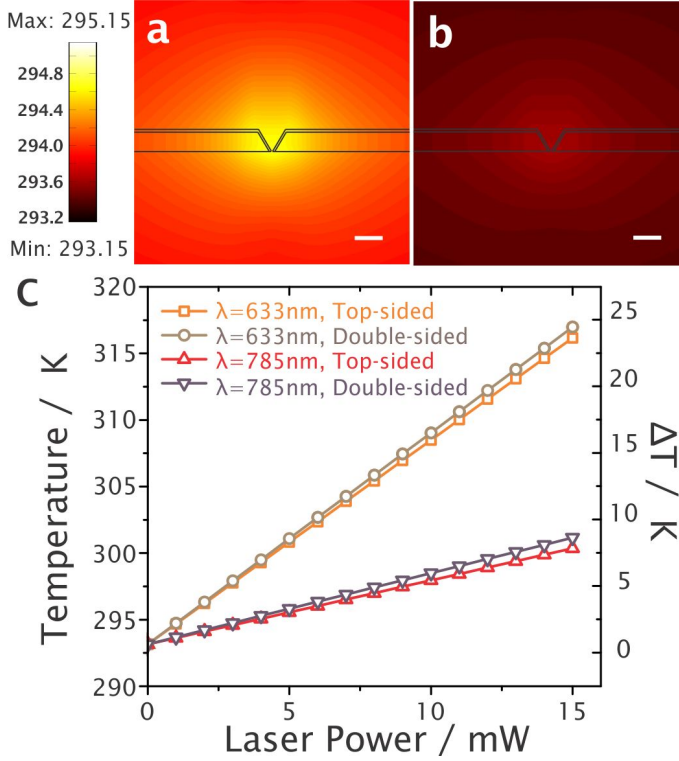 Max: 295.15
294.8
294.4
294.0
293.6
293.2
Min: 293.15
a
b
C
λ=633nm, Top-sided
λ=633nm, Double-sided
λ=785nm, Top-sided
λ=785nm, Double-sided
Temperature / K
320
315
310
305
300
295
290
25
20
15
10
5
0
ΔT / K
0
5
10
15
Laser Power / mW